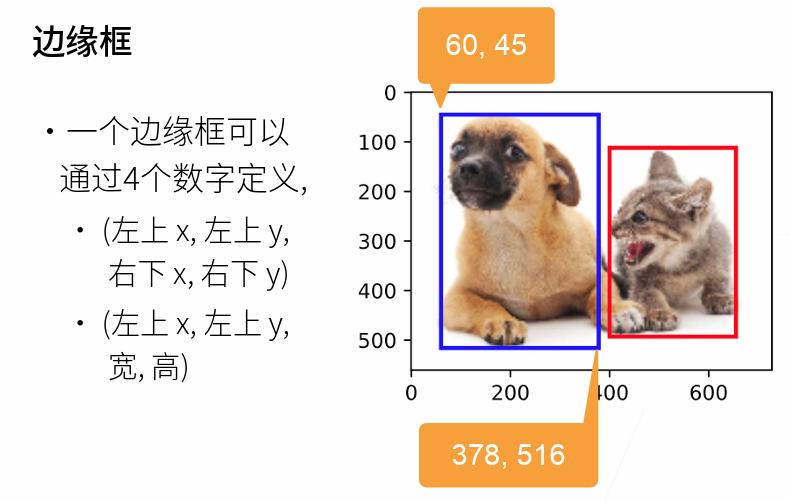 边缘框
• 一个边缘框可以
通过4个数字定义,
• (左上 x, 左上 y,
右下 x, 右下 y)
• (左上 x, 左上 y,
宽, 高)
60, 45
0
100
200
300
400
500
0
200
400
600
378, 516